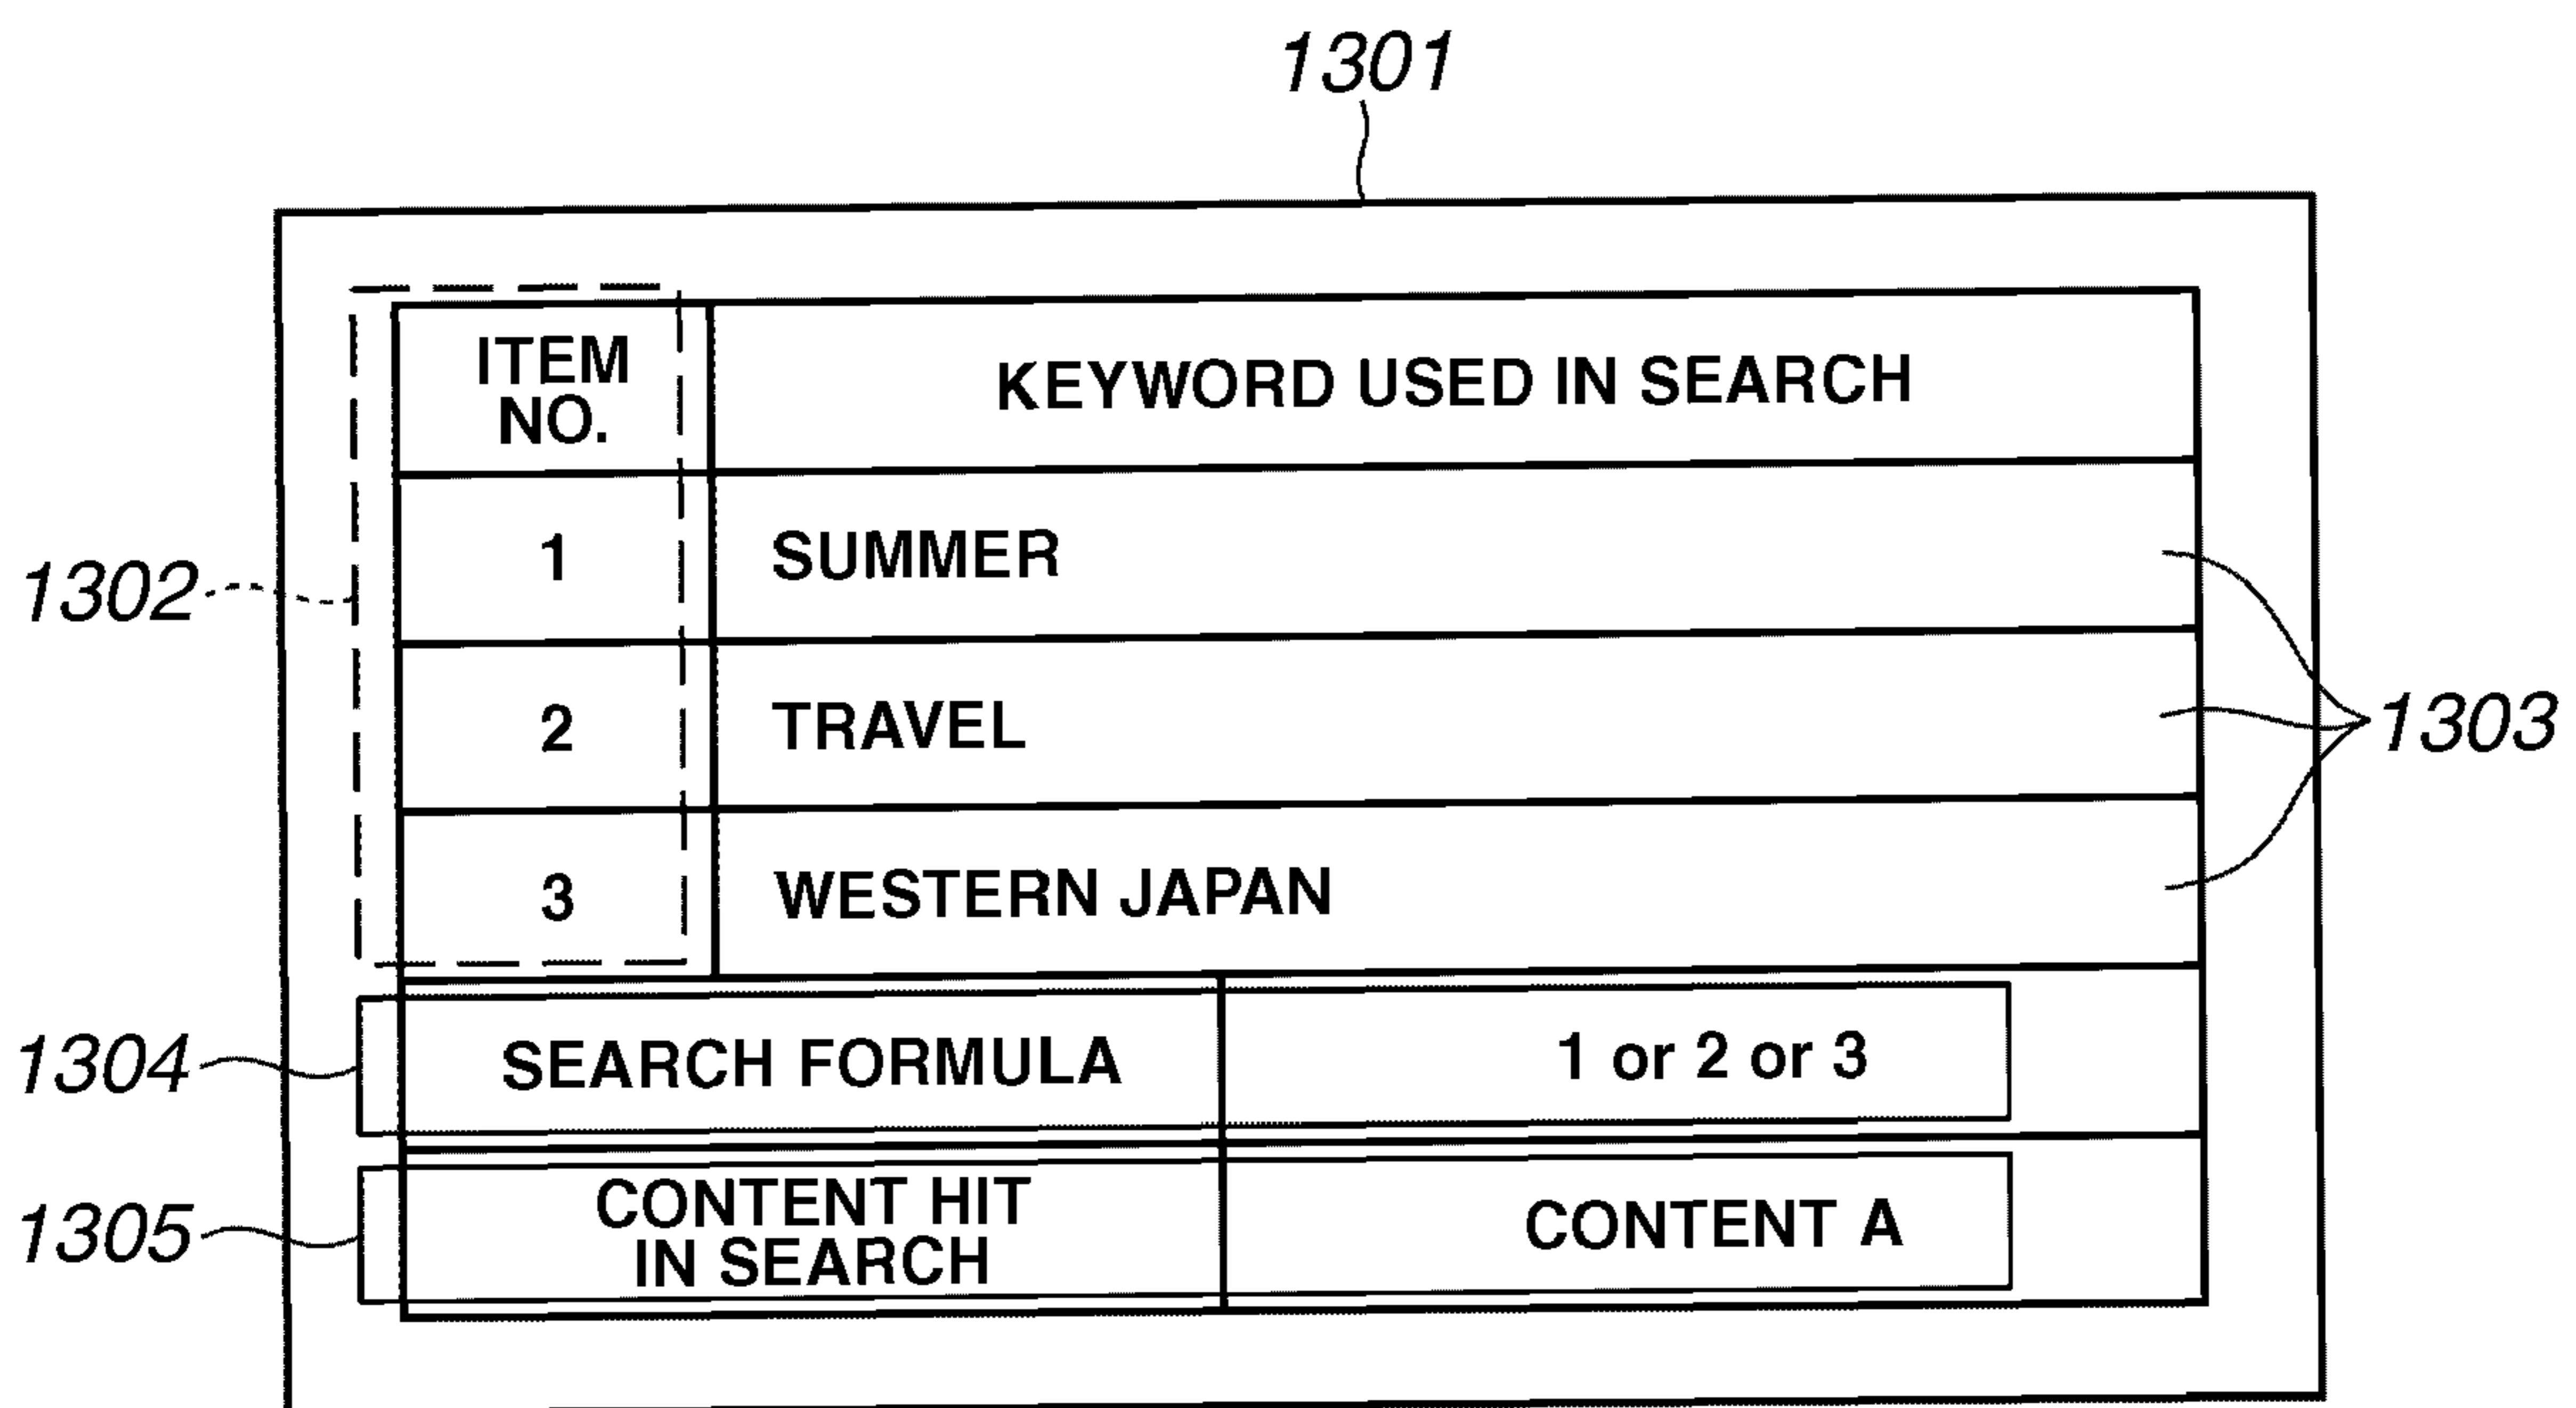 1301
ITEM
NO.
KEYWORD USED IN SEARCH
1
SUMMER
1302
2
TRAVEL
1303
3
WESTERN JAPAN
1304
SEARCH FORMULA
1 or 2 or 3
1305
CONTENT HIT
IN SEARCH
CONTENT A